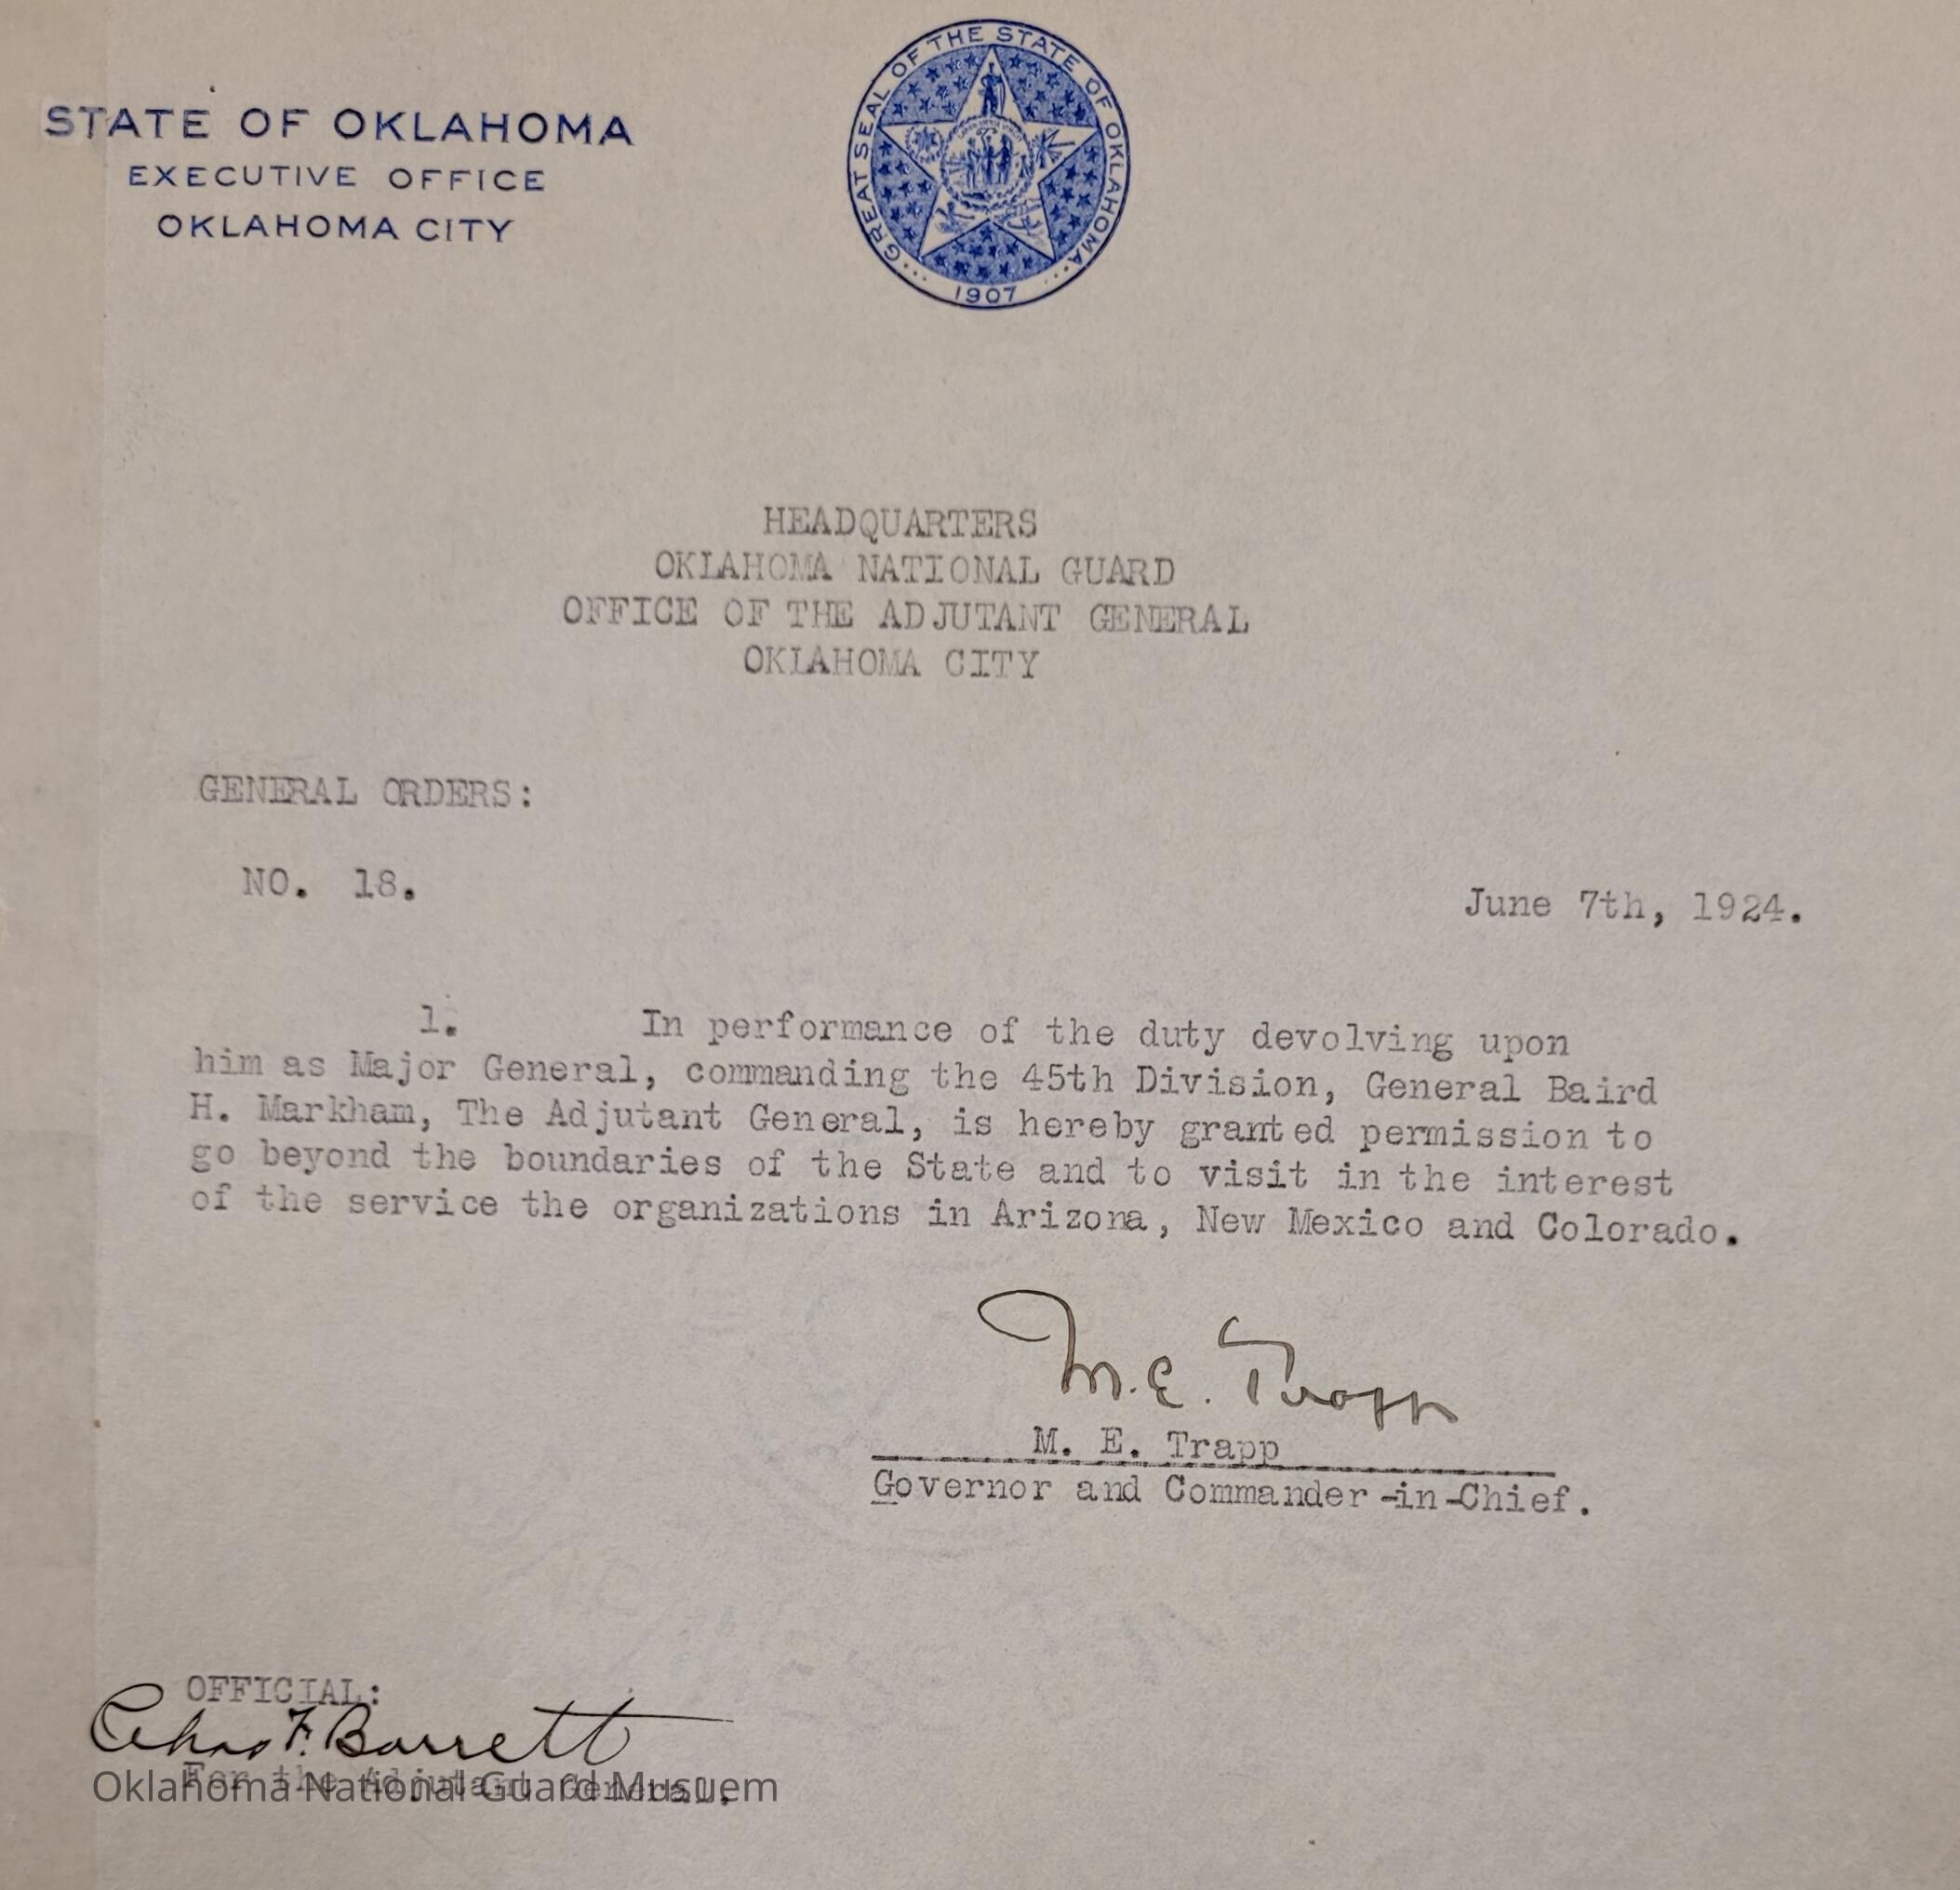 STATE OF OKLAHOMA
EXECUTIVE OFFICE
OKLAHOMA CITY
GREAT SEAL OF THE STATE OF OKLAHOMA
1907
HEADQUARTERS
OKLAHOMA NATIONAL GUARD
OFFICE OF THE ADJUTANT GENERAL
OKLAHOMA CITY
GENERAL ORDERS:
NO. 18.
June 7th, 1924.
1. In performance of the duty devolving upon
him as Major General, commanding the 45th Division, General Baird
H. Markham, The Adjutant General, is hereby granted permission to
go beyond the boundaries of the State and to visit in the interest
of the service the organizations in Arizona, New Mexico and Colorado.
M. E. Trapp
M. E. Trapp
Governor and Commander-in-Chief.
OFFICIAL:
Chas F. Barrett
For the Adjutant General.
Oklahoma National Guard Musuem